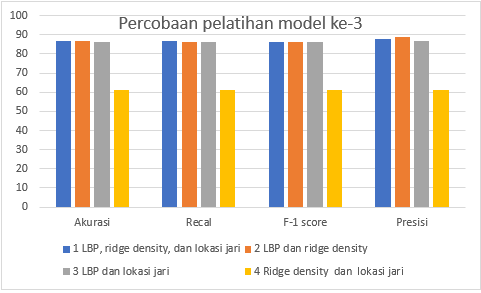 Percobaan pelatihan model ke-3
100
90
80
70
60
50
40
30
20
10
0
Akurasi Recal F-1 score Presisi
1 LBP, ridge density, dan lokasi jari 2 LBP dan ridge density
3 LBP dan lokasi jari 4 Ridge density dan lokasi jari